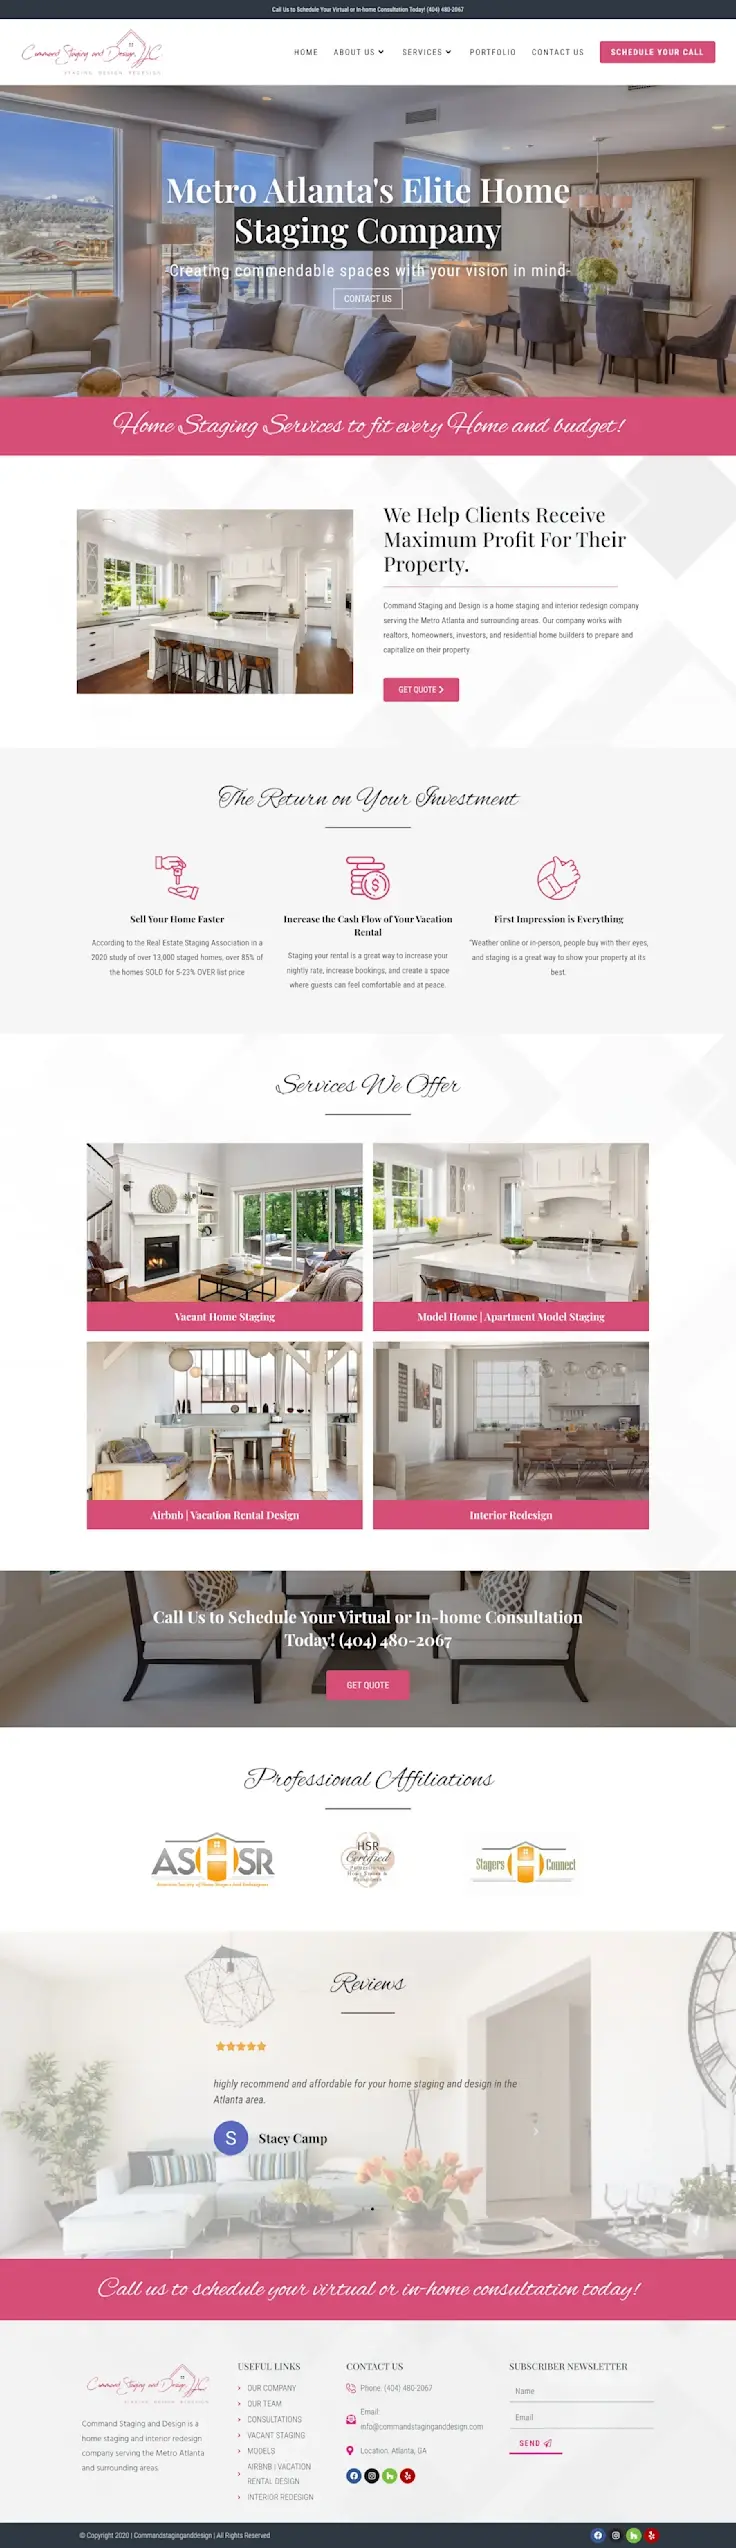 Call Us to Schedule Your Virtual or In-home Consultation Today! (404) 480-2067
Command Staging and Design, LLC
STAGING DESIGN REDESIGN
HOME
ABOUT US
SERVICES
PORTFOLIO
CONTACT US
SCHEDULE YOUR CALL
Metro Atlanta's Elite Home
Staging Company
-Creating commendable spaces with your vision in mind-
CONTACT US
Home Staging Services to fit every Home and budget!
We Help Clients Receive
Maximum Profit For Their
Property.
Command Staging and Design is a home staging and interior redesign company
serving the Metro Atlanta and surrounding areas. Our company works with
realtors, homeowners, investors, and residential home builders to prepare and
capitalize on their property
GET QUOTE
The Return on Your Investment
Sell Your Home Faster
According to the Real Estate Staging Association in a
2020 study of over 13,000 staged homes, over 85% of
the homes SOLD for 5-23% OVER list price
Increase the Cash Flow of Your Vacation
Rental
Staging your rental is a great way to increase your
nightly rate, increase bookings, and create a space
where guests can feel comfortable and at peace.
First Impression is Everything
"Weather online or in-person, people buy with their eyes,
and staging is a great way to show your property at its
best.
Services We Offer
Vacant Home Staging
Model Home | Apartment Model Staging
Airbnb | Vacation Rental Design
Interior Redesign
Call Us to Schedule Your Virtual or In-home Consultation
Today! (404) 480-2067
GET QUOTE
Professional Affiliations
ASHSR
American Society of Home Stagers and Redesigners
HSR
Certified
Professional
Home Stager &
Redesigner
Stagers Connect
Reviews
highly recommend and affordable for your home staging and design in the
Atlanta area.
S
Stacy Camp
Call us to schedule your virtual or in-home consultation today!
Command Staging and Design, LLC
STAGING DESIGN REDESIGN
Command Staging and Design is a
home staging and interior redesign
company serving the Metro Atlanta
and surrounding areas
USEFUL LINKS
OUR COMPANY
OUR TEAM
CONSULTATIONS
VACANT STAGING
MODELS
AIRBNB | VACATION
RENTAL DESIGN
INTERIOR REDESIGN
CONTACT US
Phone: (404) 480-2067
Email:
info@commandstaginganddesign.com
Location: Atlanta, GA
SUBSCRIBER NEWSLETTER
Name
Email
SEND
© Copyright 2020 | Commandstaginganddesign | All Rights Reserved